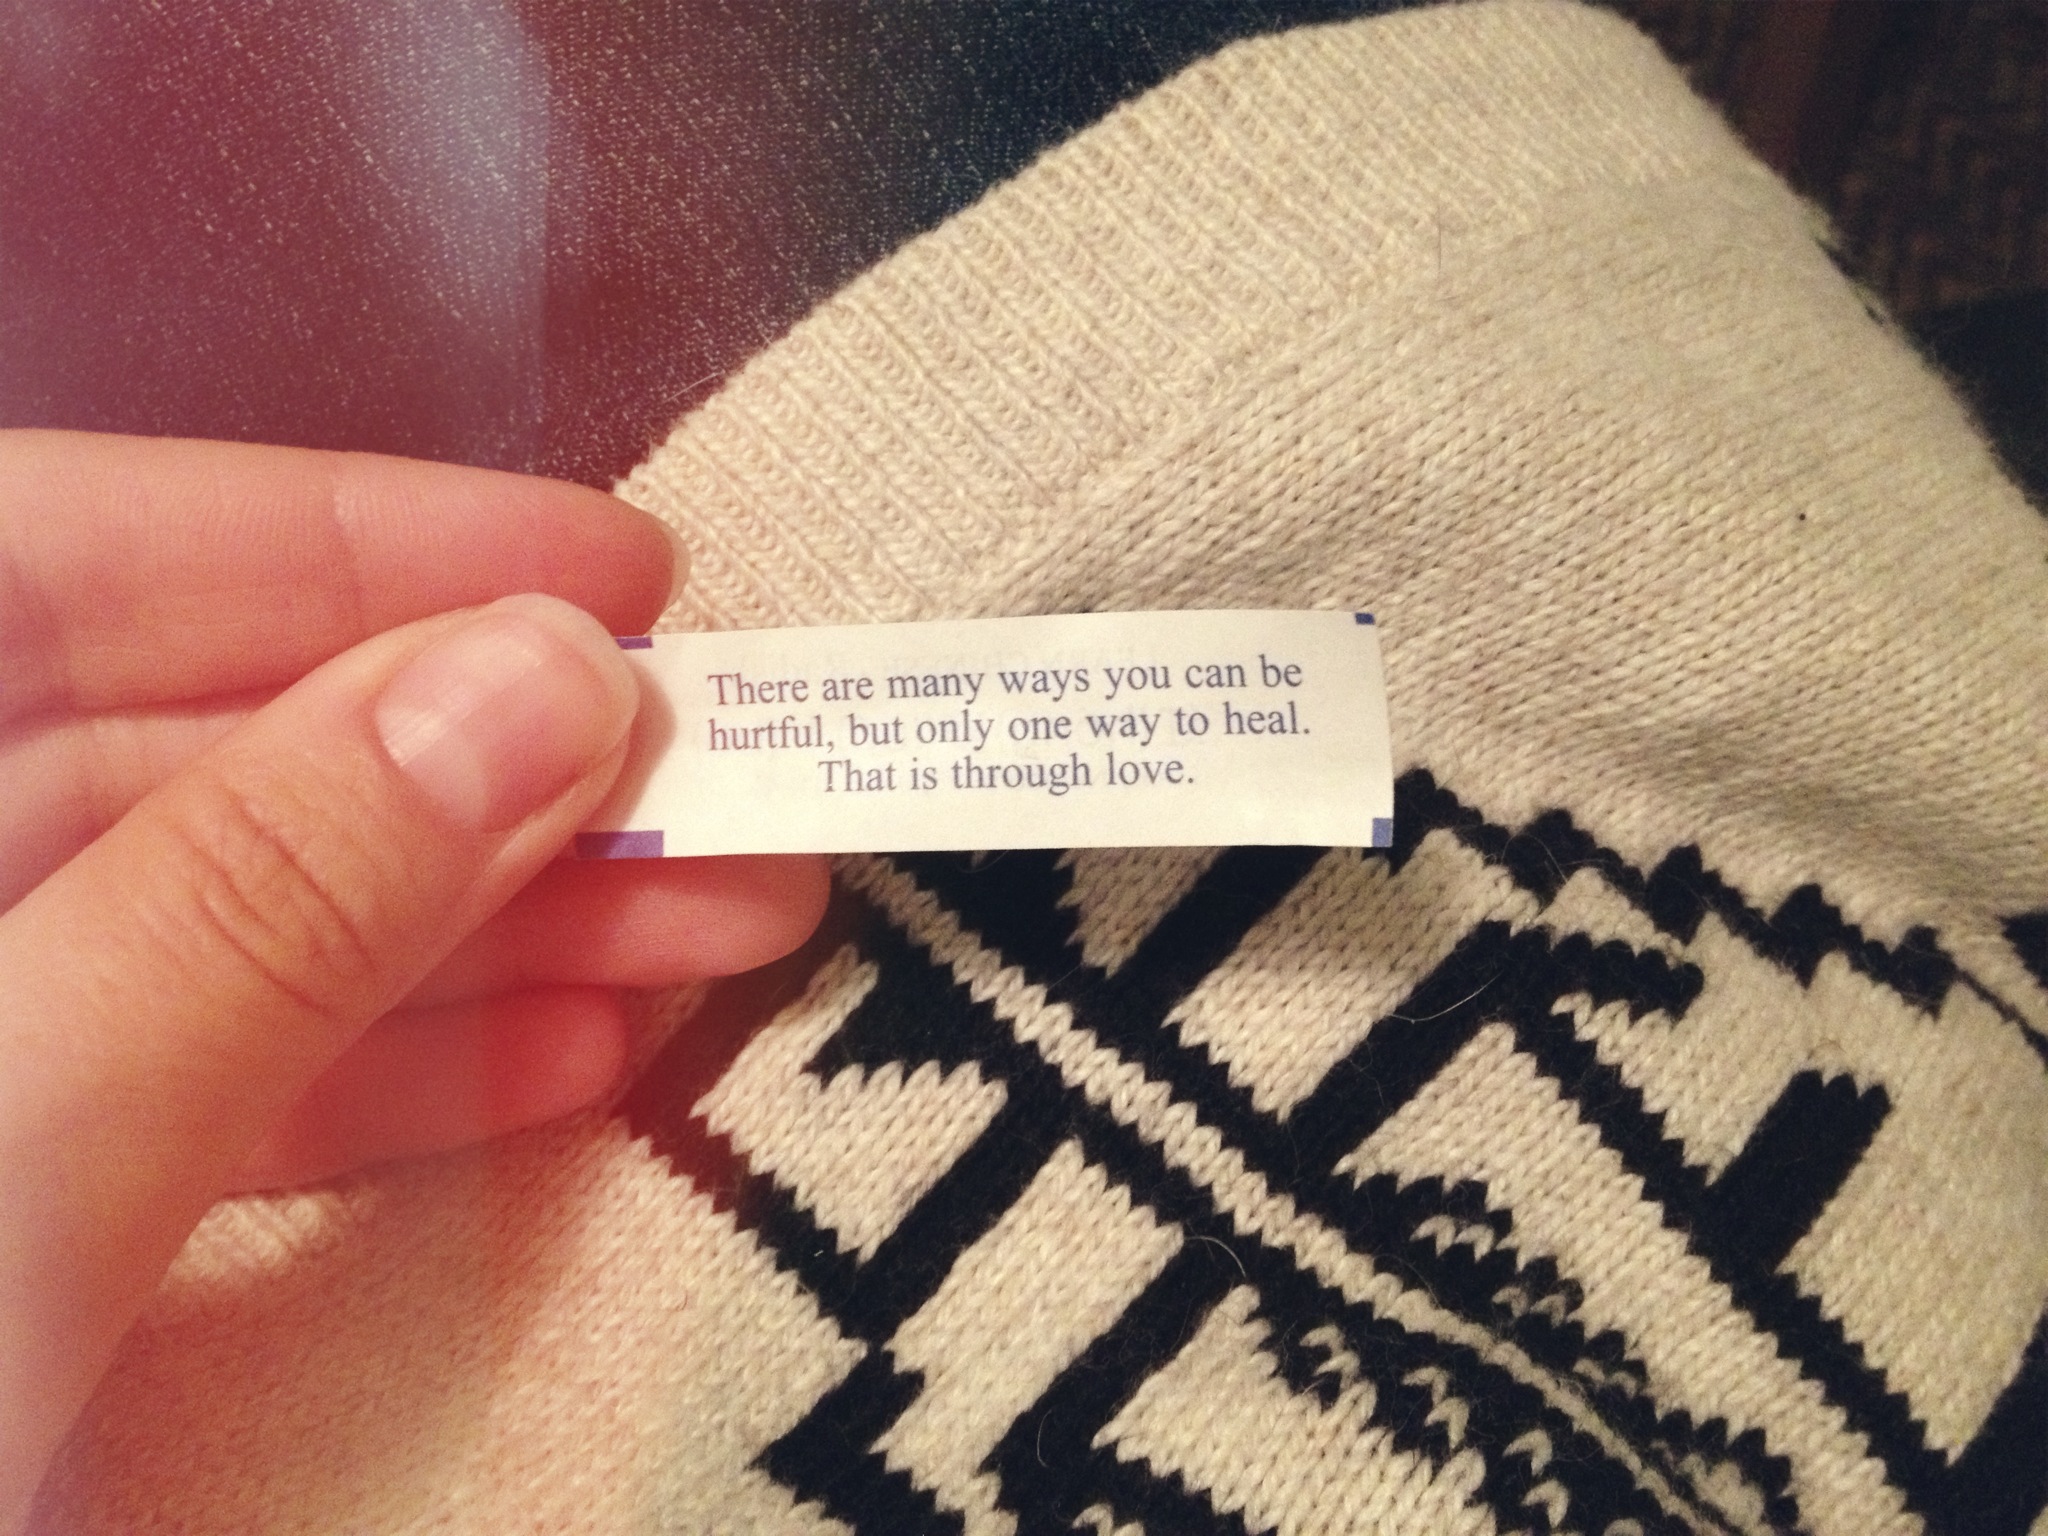 There are many ways you can be
hurtful, but only one way to heal.
That is through love.